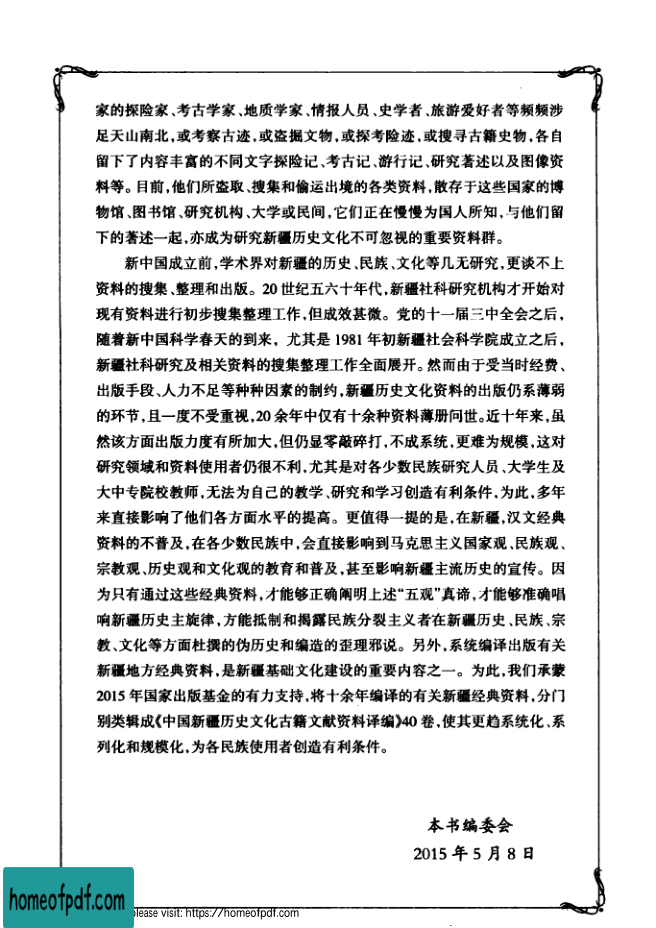 家的探险家、考古学家、地质学家、情报人员、史学者、旅游爱好者等频频涉
足天山南北,或考察古迹,或盗掘文物,或探考险迹,或搜寻古籍史物,各自
留下了内容丰富的不同文字探险记、考古记、游行记、研究著述以及图像资
料等。目前,他们所盗取、搜集和偷运出境的各类资料,散存于这些国家的博
物馆、图书馆、研究机构、大学或民间,它们正在慢慢为国人所知,与他们留
下的著述一起,亦成为研究新疆历史文化不可忽视的重要资料群。
新中国成立前,学术界对新疆的历史、民族、文化等几无研究,更谈不上
资料的搜集、整理和出版。20世纪五六十年代,新疆社科研究机构才开始对
现有资料进行初步搜集整理工作,但成效甚微。党的十一届三中全会之后,
随着新中国科学春天的到来,尤其是1981年初新疆社会科学院成立之后,
新疆社科研究及相关资料的搜集整理工作全面展开。然而由于受当时经费、
出版手段、人力不足等种种因素的制约,新疆历史文化资料的出版仍系薄弱
的环节,且一度不受重视,20余年中仅有十余种资料薄册问世。近十年来,虽
然该方面出版力度有所加大,但仍显零敲碎打,不成系统,更难为规模,这对
研究领域和资料使用者仍很不利,尤其是对各少数民族研究人员、大学生及
大中专院校教师,无法为自己的教学、研究和学习创造有利条件,为此,多年
来直接影响了他们各方面水平的提高。更值得一提的是,在新疆,汉文经典
资料的不普及,在各少数民族中,会直接影响到马克思主义国家观、民族观、
宗教观、历史观和文化观的教育和普及,甚至影响新疆主流历史的宣传。因
为只有通过这些经典资料,才能够正确阐明上述“五观”真谛,才能够准确唱
响新疆历史主旋律,方能抵制和揭露民族分裂主义者在新疆历史、民族、宗
教、文化等方面杜撰的伪历史和编造的歪理邪说。另外,系统编译出版有关
新疆地方经典资料,是新疆基础文化建设的重要内容之一。为此,我们承蒙
2015年国家出版基金的有力支持,将十余年编译的有关新疆经典资料,分门
别类辑成《中国新疆历史文化古籍文献资料译编》40卷,使其更趋系统化、系
列化和规模化,为各民族使用者创造有利条件。
本书编委会
2015年5月8日
homeofpdf.com
please visit: https://homeofpdf.com